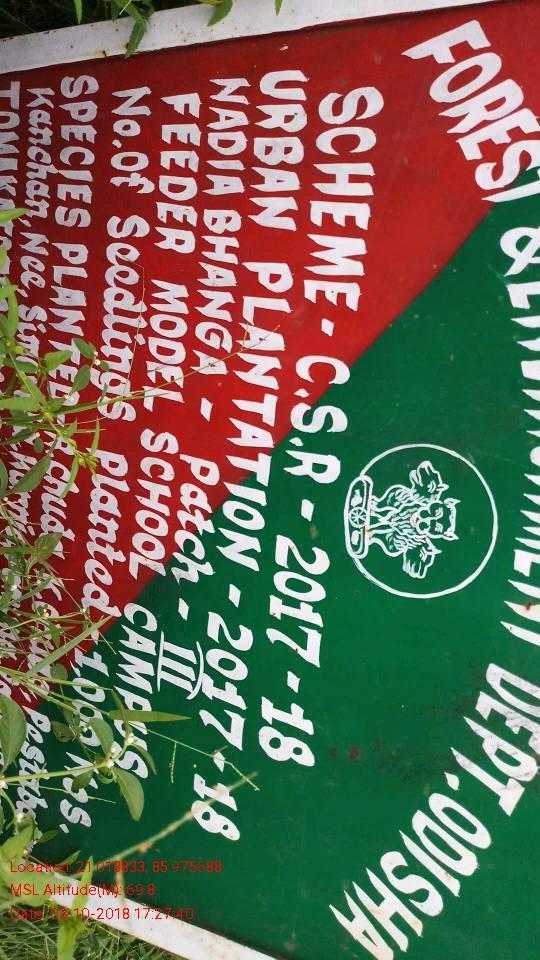 FOREST & ENVIRONMENT DEPT. ODISHA
SCHEME - C.S.R - 2017 - 18
URBAN PLANTATION - 2017 - 18
NADIA BHANGA - Patch - III
FEEDER MODEL SCHOOL CAMPUS
No. Of Seedlings Planted - 1000 Nos.
SPECIES PLANTED
Kanchan, Nee
Location: 21.018833, 85.975688
MSL Altitude(M): 69.8
Date: 03-10-2018 17:27:40